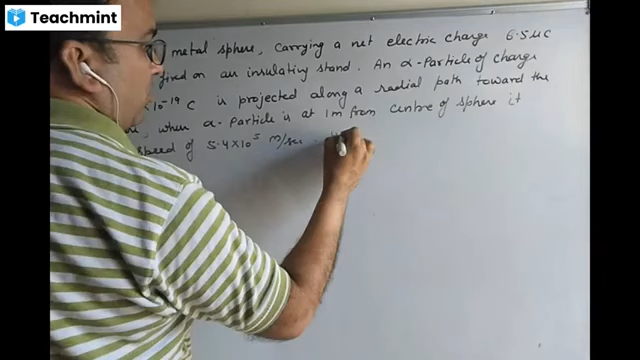 Teachmint
metal sphere, carrying a net electric charge 6.5 μC
fixed on an insulating stand. An α-Particle of charge
10⁻¹⁹ C is projected along a radial path toward the
when α-Particle is at 1m from centre of sphere it
speed of 5.4×10⁵ m/sec.